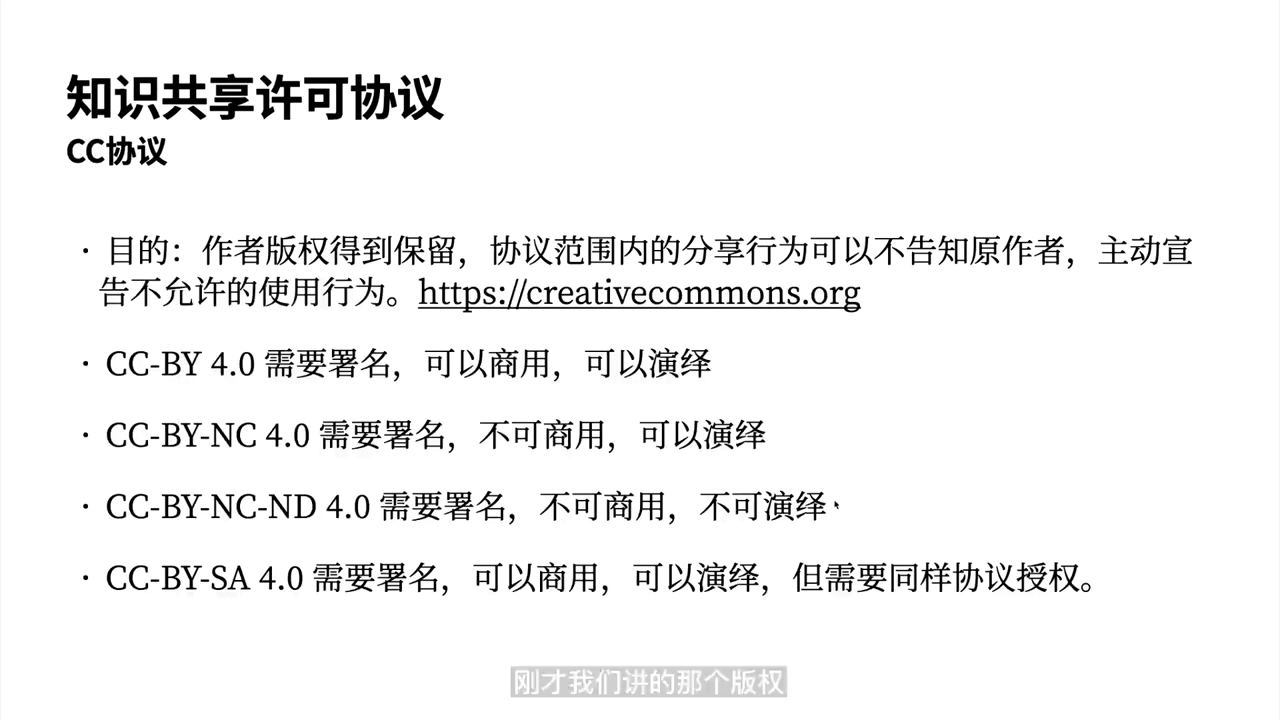 知识共享许可协议
CC协议
· 目的：作者版权得到保留，协议范围内的分享行为可以不告知原作者，主动宣
告不允许的使用行为。https://creativecommons.org
· CC-BY 4.0 需要署名，可以商用，可以演绎
· CC-BY-NC 4.0 需要署名，不可商用，可以演绎
· CC-BY-NC-ND 4.0 需要署名，不可商用，不可演绎
· CC-BY-SA 4.0 需要署名，可以商用，可以演绎，但需要同样协议授权。
刚才我们讲的那个版权